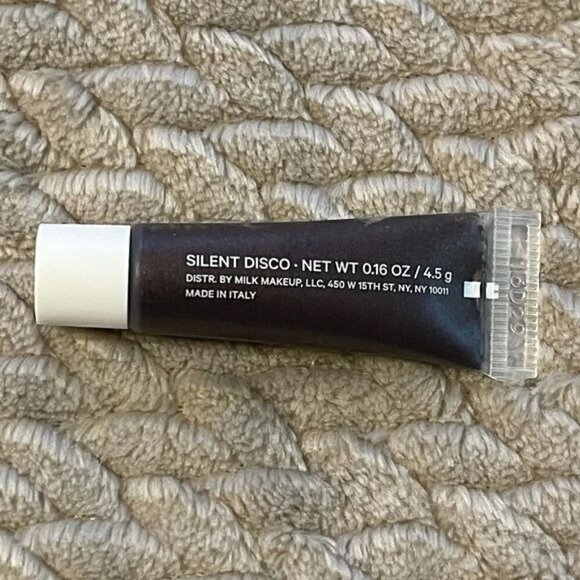 SILENT DISCO · NET WT 0.16 OZ / 4.5 g
DISTR. BY MILK MAKEUP, LLC, 450 W 15TH ST, NY, NY 10011
MADE IN ITALY